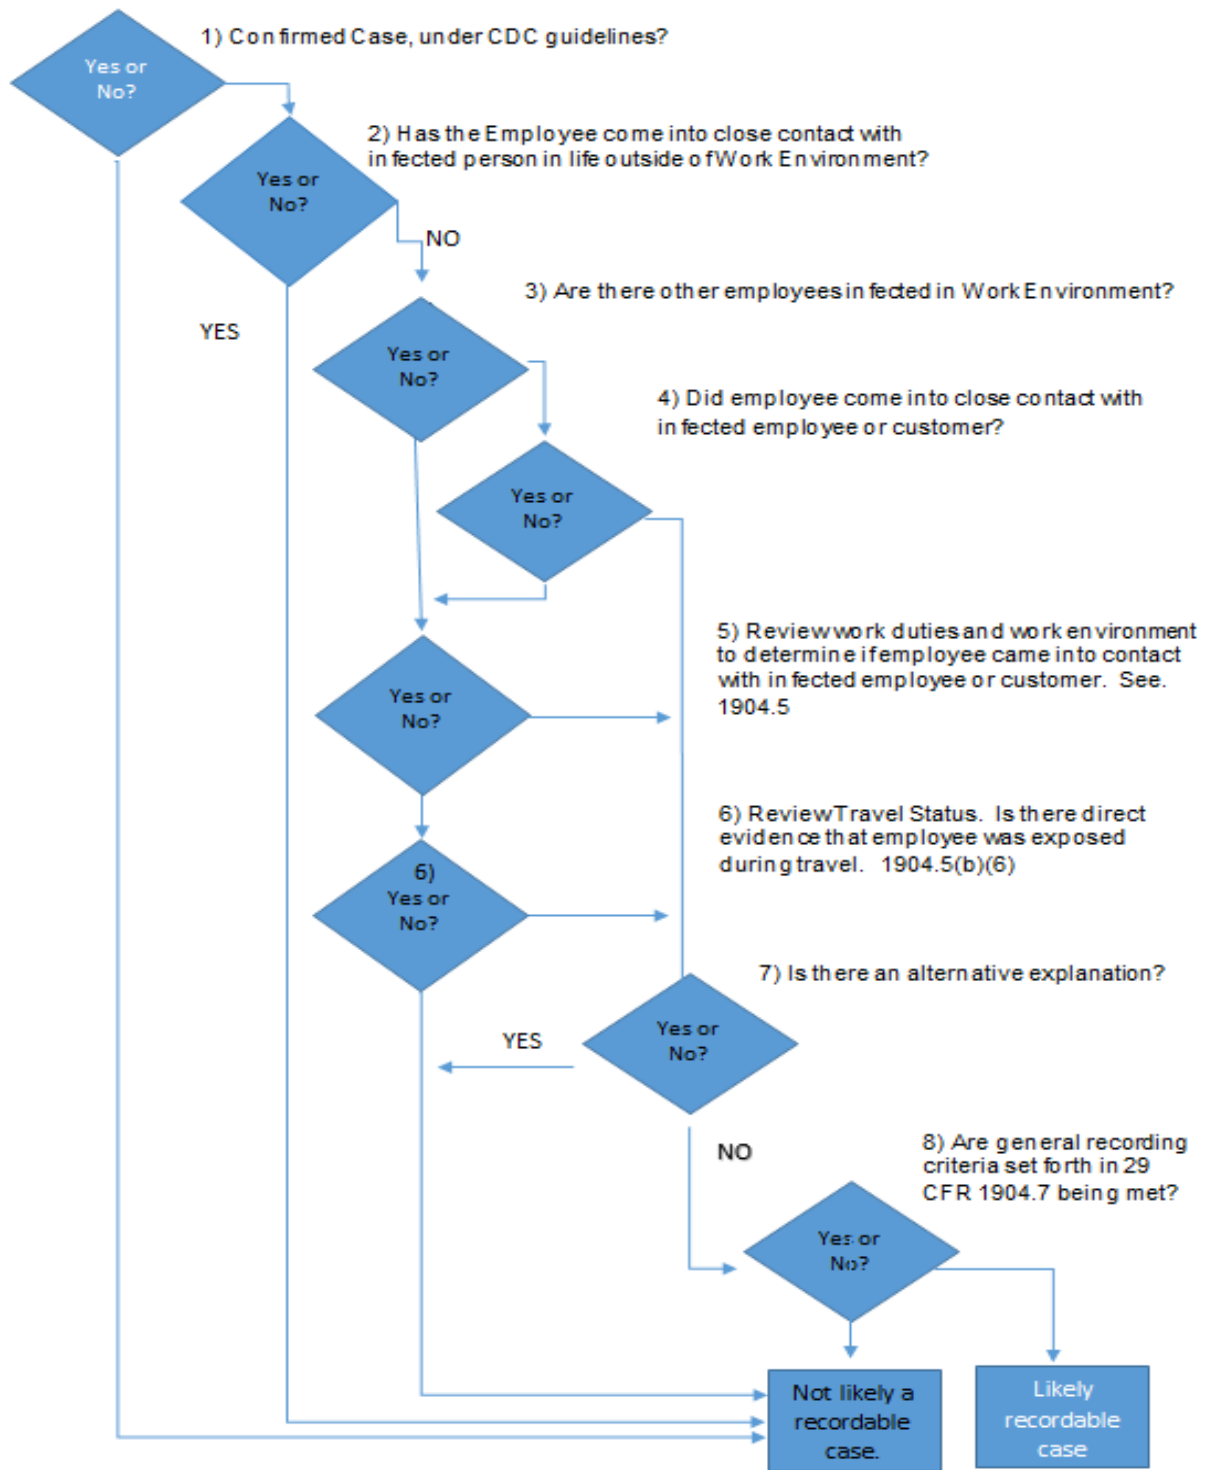 1) Confirmed Case, under CDC guidelines?
Yes or
No?
2) Has the Employee come into close contact with
infected person in life outside of Work Environment?
Yes or
No?
NO
YES
3) Are there other employees infected in Work Environment?
Yes or
No?
4) Did employee come into close contact with
infected employee or customer?
Yes or
No?
5) Review work duties and work environment
to determine if employee came into contact
with infected employee or customer. See.
1904.5
Yes or
No?
6) Review Travel Status. Is there direct
evidence that employee was exposed
during travel. 1904.5(b)(6)
6)
Yes or
No?
7) Is there an alternative explanation?
Yes or
No?
YES
NO
8) Are general recording
criteria set forth in 29
CFR 1904.7 being met?
Yes or
No?
Not likely a
recordable
case.
Likely
recordable
case